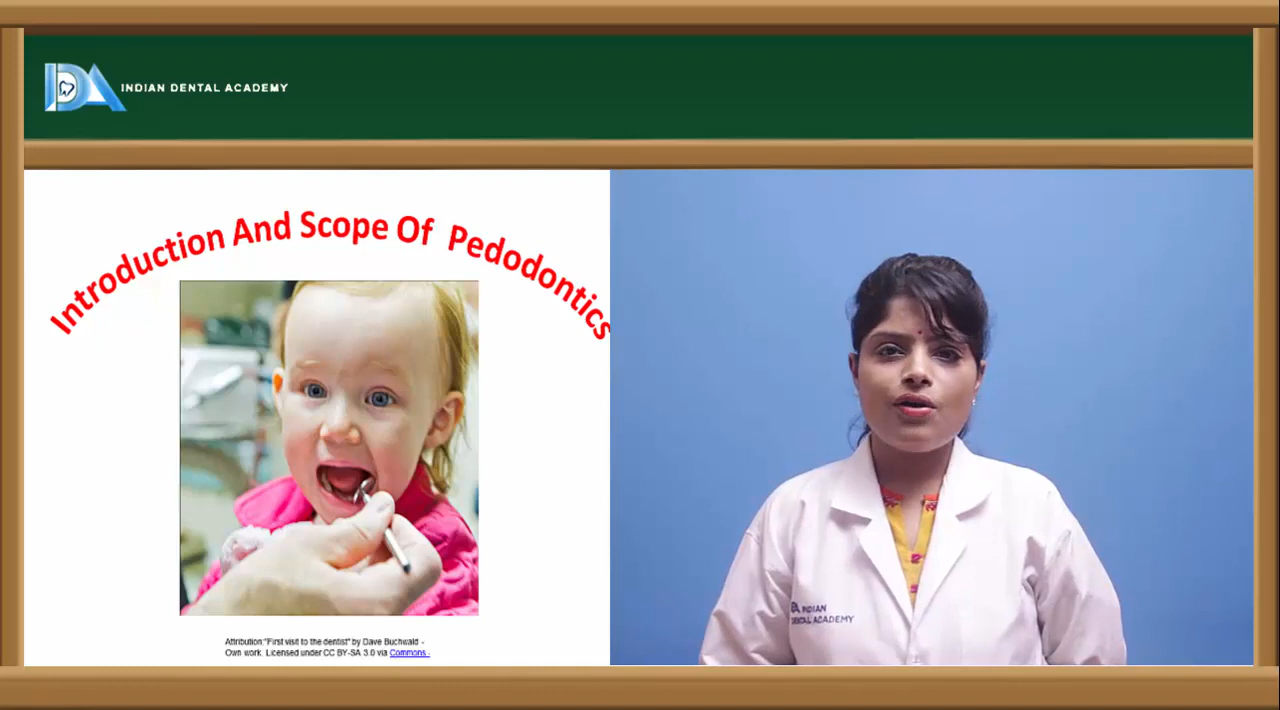 INDIAN DENTAL ACADEMY
Introduction And Scope Of Pedodontics
Attribution:"First visit to the dentist" by Dave Buchwald -
Own work. Licensed under CC BY-SA 3.0 via Commons -
INDIAN
DENTAL ACADEMY